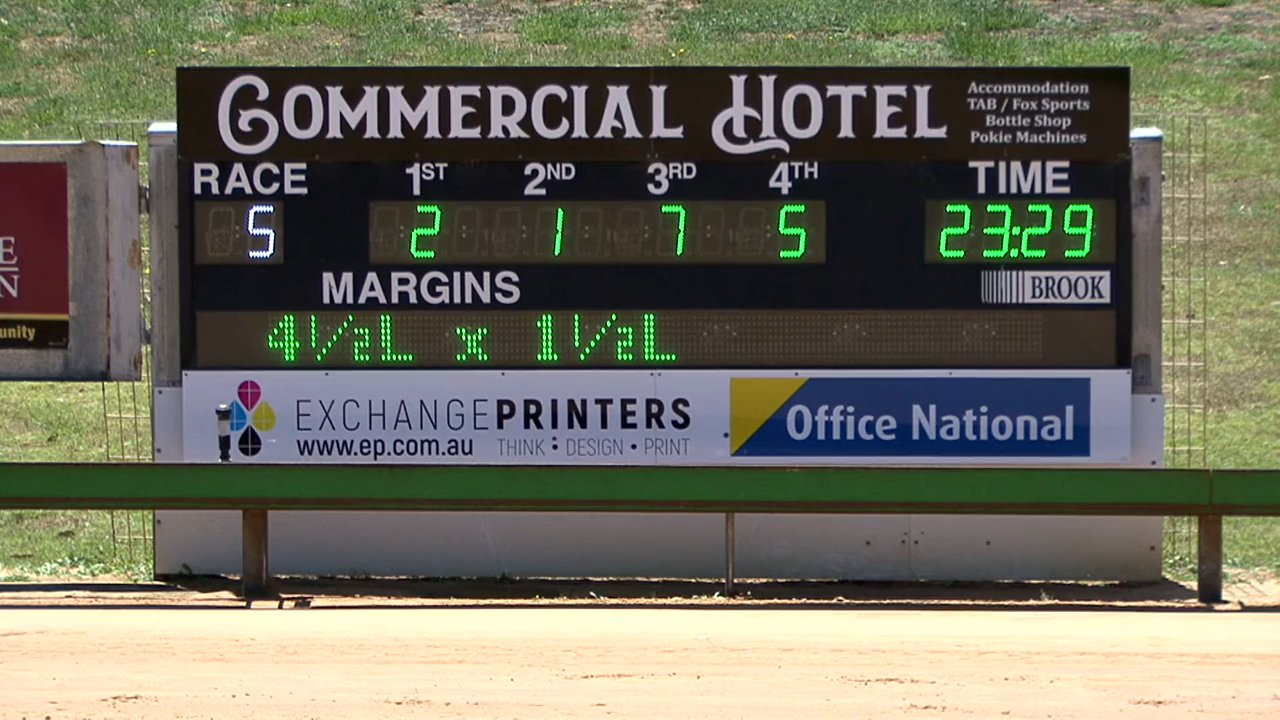 COMMERCIAL HOTEL
Accommodation
TAB / Fox Sports
Bottle Shop
Pokie Machines
RACE 1ST 2ND 3RD 4TH TIME
5 2 1 7 5 23:29
MARGINS
BROOK
4½L x 1½L
E
N
unity
EXCHANGEPRINTERS
www.ep.com.au THINK • DESIGN • PRINT
Office National